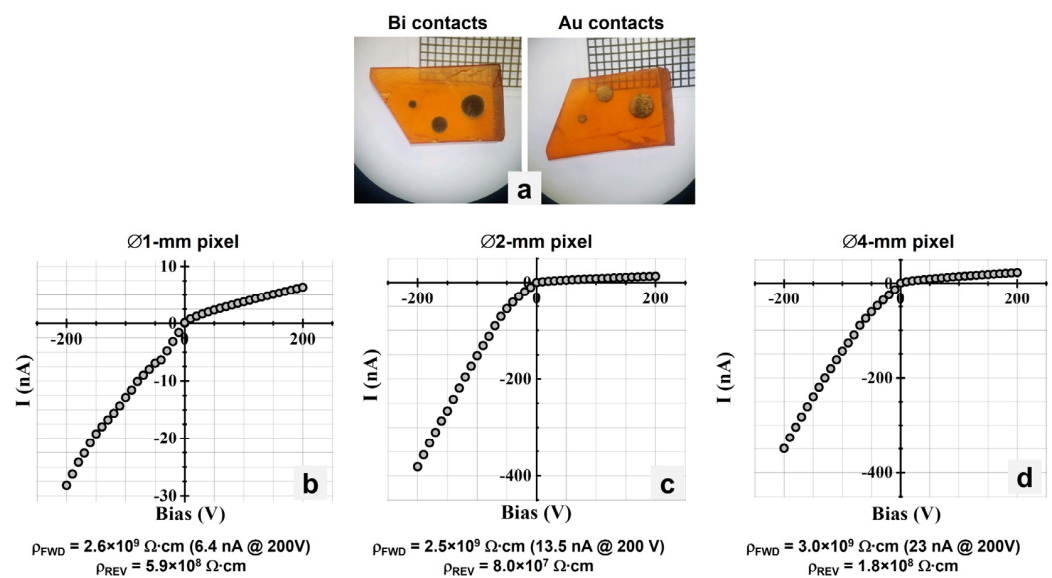 Bi contacts
Au contacts
a
∅1-mm pixel
10
0
-200
0
200
-10
-20
-30
I (nA)
Bias (V)
b
ρFWD = 2.6×10⁹ Ω·cm (6.4 nA @ 200V)
ρREV = 5.9×10⁸ Ω·cm
∅2-mm pixel
0
-200
0
200
-200
-400
I (nA)
Bias (V)
c
ρFWD = 2.5×10⁹ Ω·cm (13.5 nA @ 200 V)
ρREV = 8.0×10⁷ Ω·cm
∅4-mm pixel
0
-200
0
200
-200
-400
I (nA)
Bias (V)
d
ρFWD = 3.0×10⁹ Ω·cm (23 nA @ 200V)
ρREV = 1.8×10⁸ Ω·cm